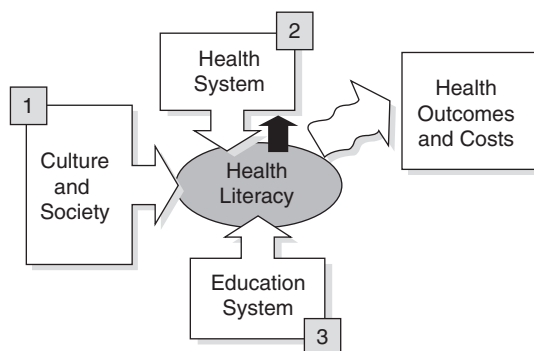 1
Culture
and
Society
2
Health
System
Health
Literacy
Education
System
3
Health
Outcomes
and Costs